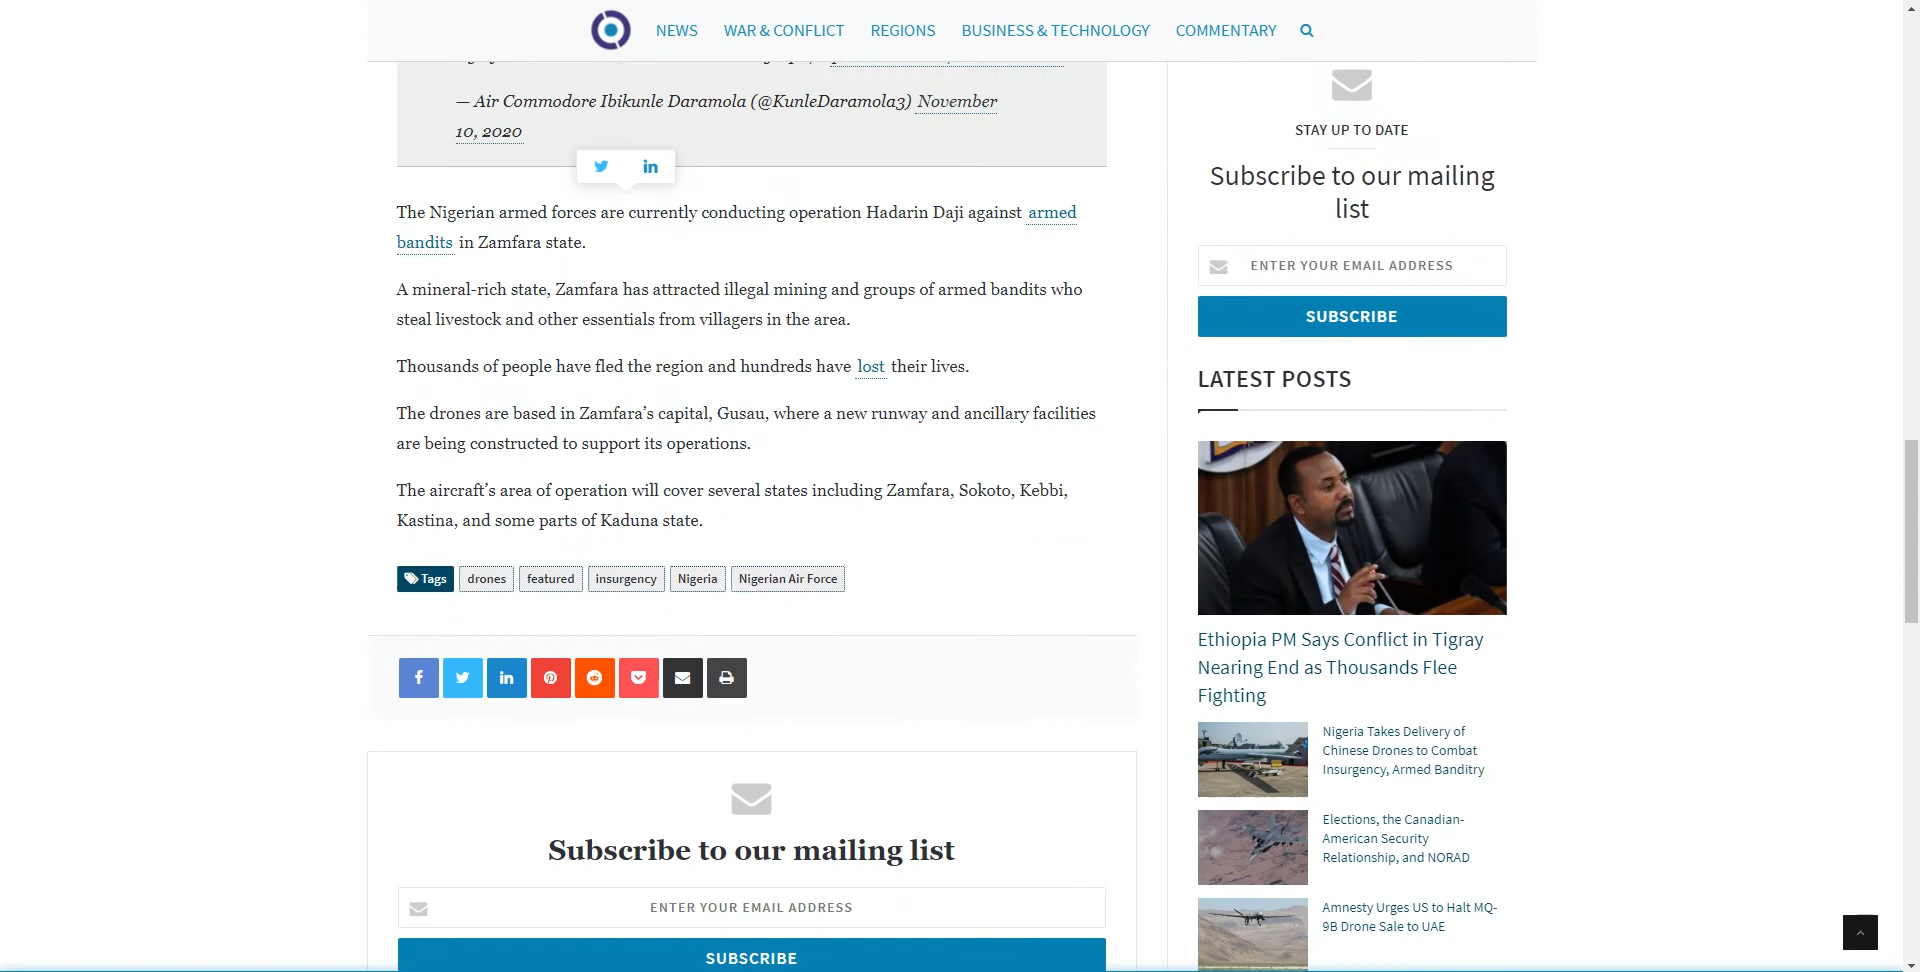 NEWS
WAR & CONFLICT
REGIONS
BUSINESS & TECHNOLOGY
COMMENTARY
— Air Commodore Ibikunle Daramola (@KunleDaramola3) November
10, 2020
The Nigerian armed forces are currently conducting operation Hadarin Daji against armed
bandits in Zamfara state.
A mineral-rich state, Zamfara has attracted illegal mining and groups of armed bandits who
steal livestock and other essentials from villagers in the area.
Thousands of people have fled the region and hundreds have lost their lives.
The drones are based in Zamfara’s capital, Gusau, where a new runway and ancillary facilities
are being constructed to support its operations.
The aircraft’s area of operation will cover several states including Zamfara, Sokoto, Kebbi,
Kastina, and some parts of Kaduna state.
Tags
drones
featured
insurgency
Nigeria
Nigerian Air Force
Subscribe to our mailing list
ENTER YOUR EMAIL ADDRESS
SUBSCRIBE
STAY UP TO DATE
Subscribe to our mailing
list
ENTER YOUR EMAIL ADDRESS
SUBSCRIBE
LATEST POSTS
Ethiopia PM Says Conflict in Tigray
Nearing End as Thousands Flee
Fighting
Nigeria Takes Delivery of
Chinese Drones to Combat
Insurgency, Armed Banditry
Elections, the Canadian-
American Security
Relationship, and NORAD
Amnesty Urges US to Halt MQ-
9B Drone Sale to UAE